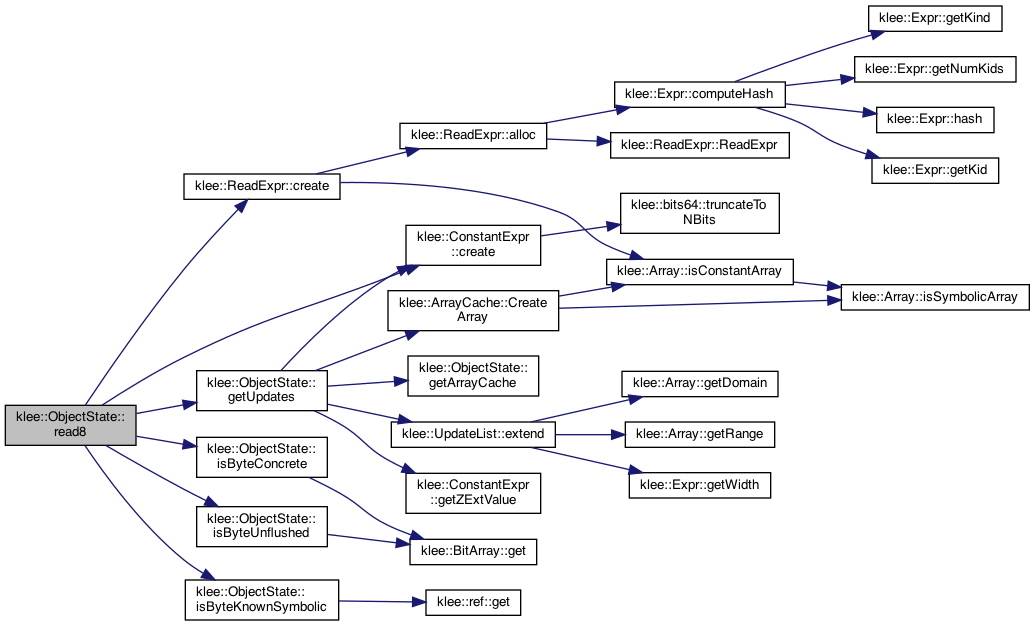 klee::ObjectState::
read8
klee::ReadExpr::create
klee::ReadExpr::alloc
klee::Expr::computeHash
klee::Expr::getKind
klee::Expr::getNumKids
klee::Expr::hash
klee::Expr::getKid
klee::ReadExpr::ReadExpr
klee::ConstantExpr
::create
klee::bits64::truncateTo
NBits
klee::Array::isConstantArray
klee::Array::isSymbolicArray
klee::ObjectState::
getUpdates
klee::ArrayCache::Create
Array
klee::ObjectState::
getArrayCache
klee::UpdateList::extend
klee::Array::getDomain
klee::Array::getRange
klee::Expr::getWidth
klee::ConstantExpr
::getZExtValue
klee::ObjectState::
isByteConcrete
klee::ObjectState::
isByteUnflushed
klee::BitArray::get
klee::ObjectState::
isByteKnownSymbolic
klee::ref::get